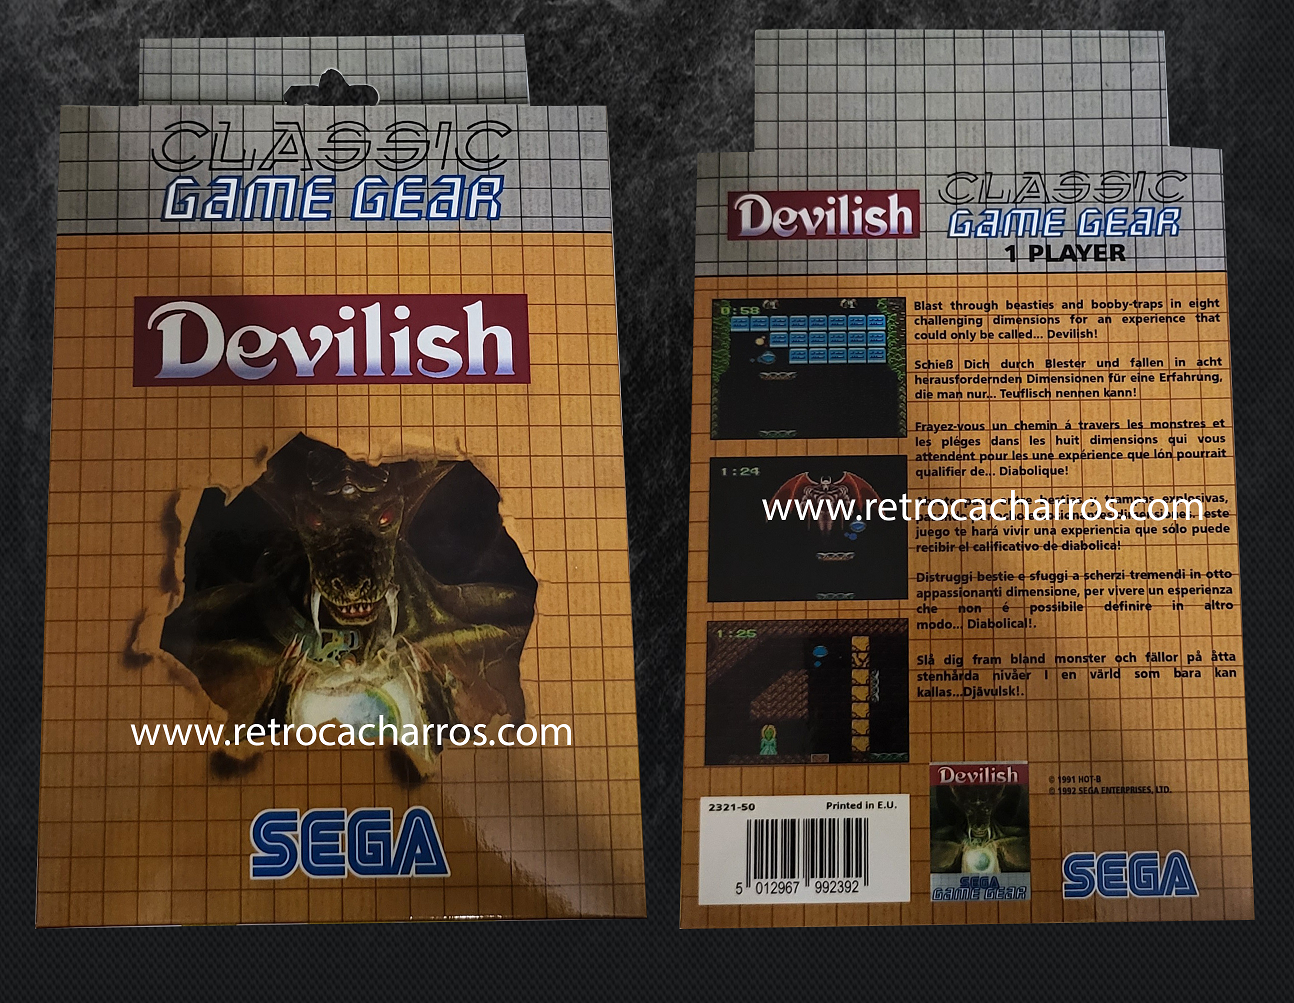 CLASSIC
GAME GEAR
Devilish
www.retrocacharros.com
SEGA
Devilish
CLASSIC
GAME GEAR
1 PLAYER
0:58
1:24
1:25
Blast through beasties and booby-traps in eight
challenging dimensions for an experience that
could only be called... Devilish!
Schieß Dich durch Blester und fallen in acht
herausfordernden Dimensionen für eine Erfahrung,
die man nur... Teuflisch nennen kann!
Frayez-vous un chemin á travers les monstres et
les pléges dans les huit dimensions qui vous
attendent pour les une expérience que lón pourrait
qualifier de... Diabolique!
bestias y trampas explosivas,
www.retrocacharros.com
este
juego te hará vivir una experiencia que sólo puede
recibir el calificativo de diabolica!
Distruggi bestie e sfuggi a scherzi tremendi in otto
appassionanti dimensione, per vivere un esperienza
che non é possibile definire in altro
modo... Diabolical!.
Slå dig fram bland monster och fällor på åtta
stenhårda nivåer I en värld som bara kan
kallas...Djävulsk!.
2321-50 Printed in E.U.
5 012967 992392
Devilish
SEGA
GAME GEAR
© 1991 HOT-B
© 1992 SEGA ENTERPRISES, LTD.
SEGA